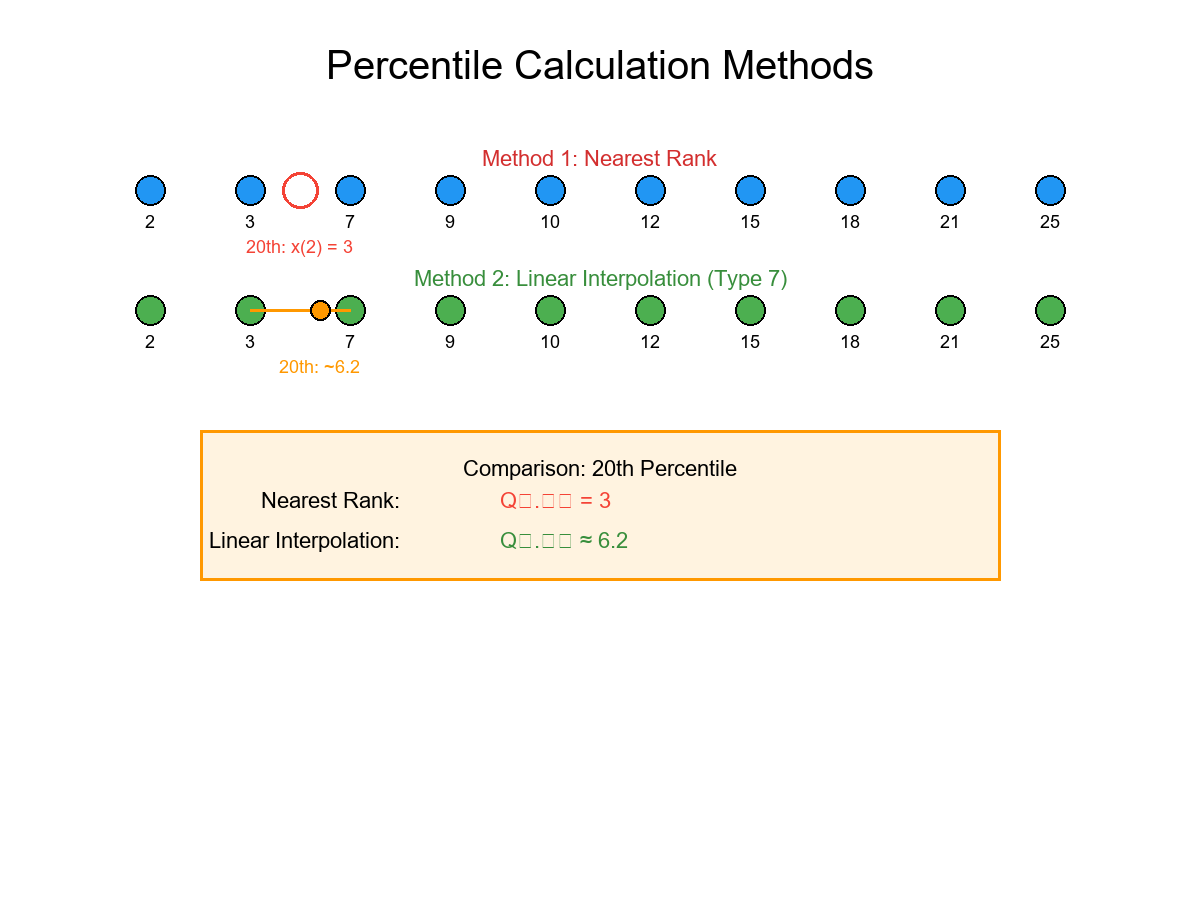 Percentile Calculation Methods
Method 1: Nearest Rank
2 3 7 9 10 12 15 18 21 25
20th: x(2) = 3
Method 2: Linear Interpolation (Type 7)
2 3 7 9 10 12 15 18 21 25
20th: ~6.2
Comparison: 20th Percentile
Nearest Rank: Q□.□□ = 3
Linear Interpolation: Q□.□□ ≈ 6.2